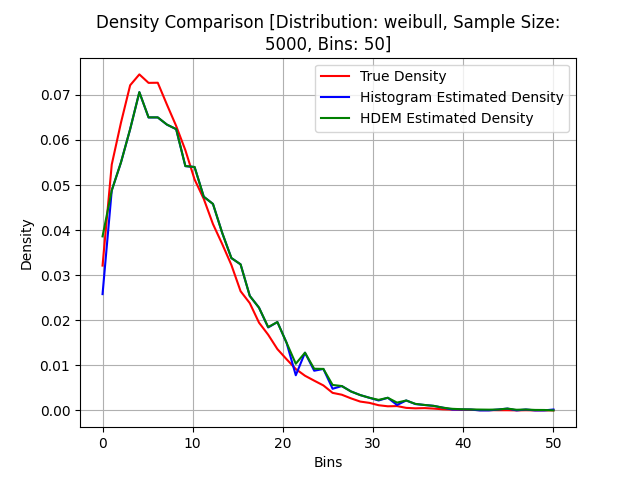 Density Comparison [Distribution: weibull, Sample Size:
5000, Bins: 50]
True Density
Histogram Estimated Density
HDEM Estimated Density
Density
0.07
0.06
0.05
0.04
0.03
0.02
0.01
0.00
0 10 20 30 40 50
Bins